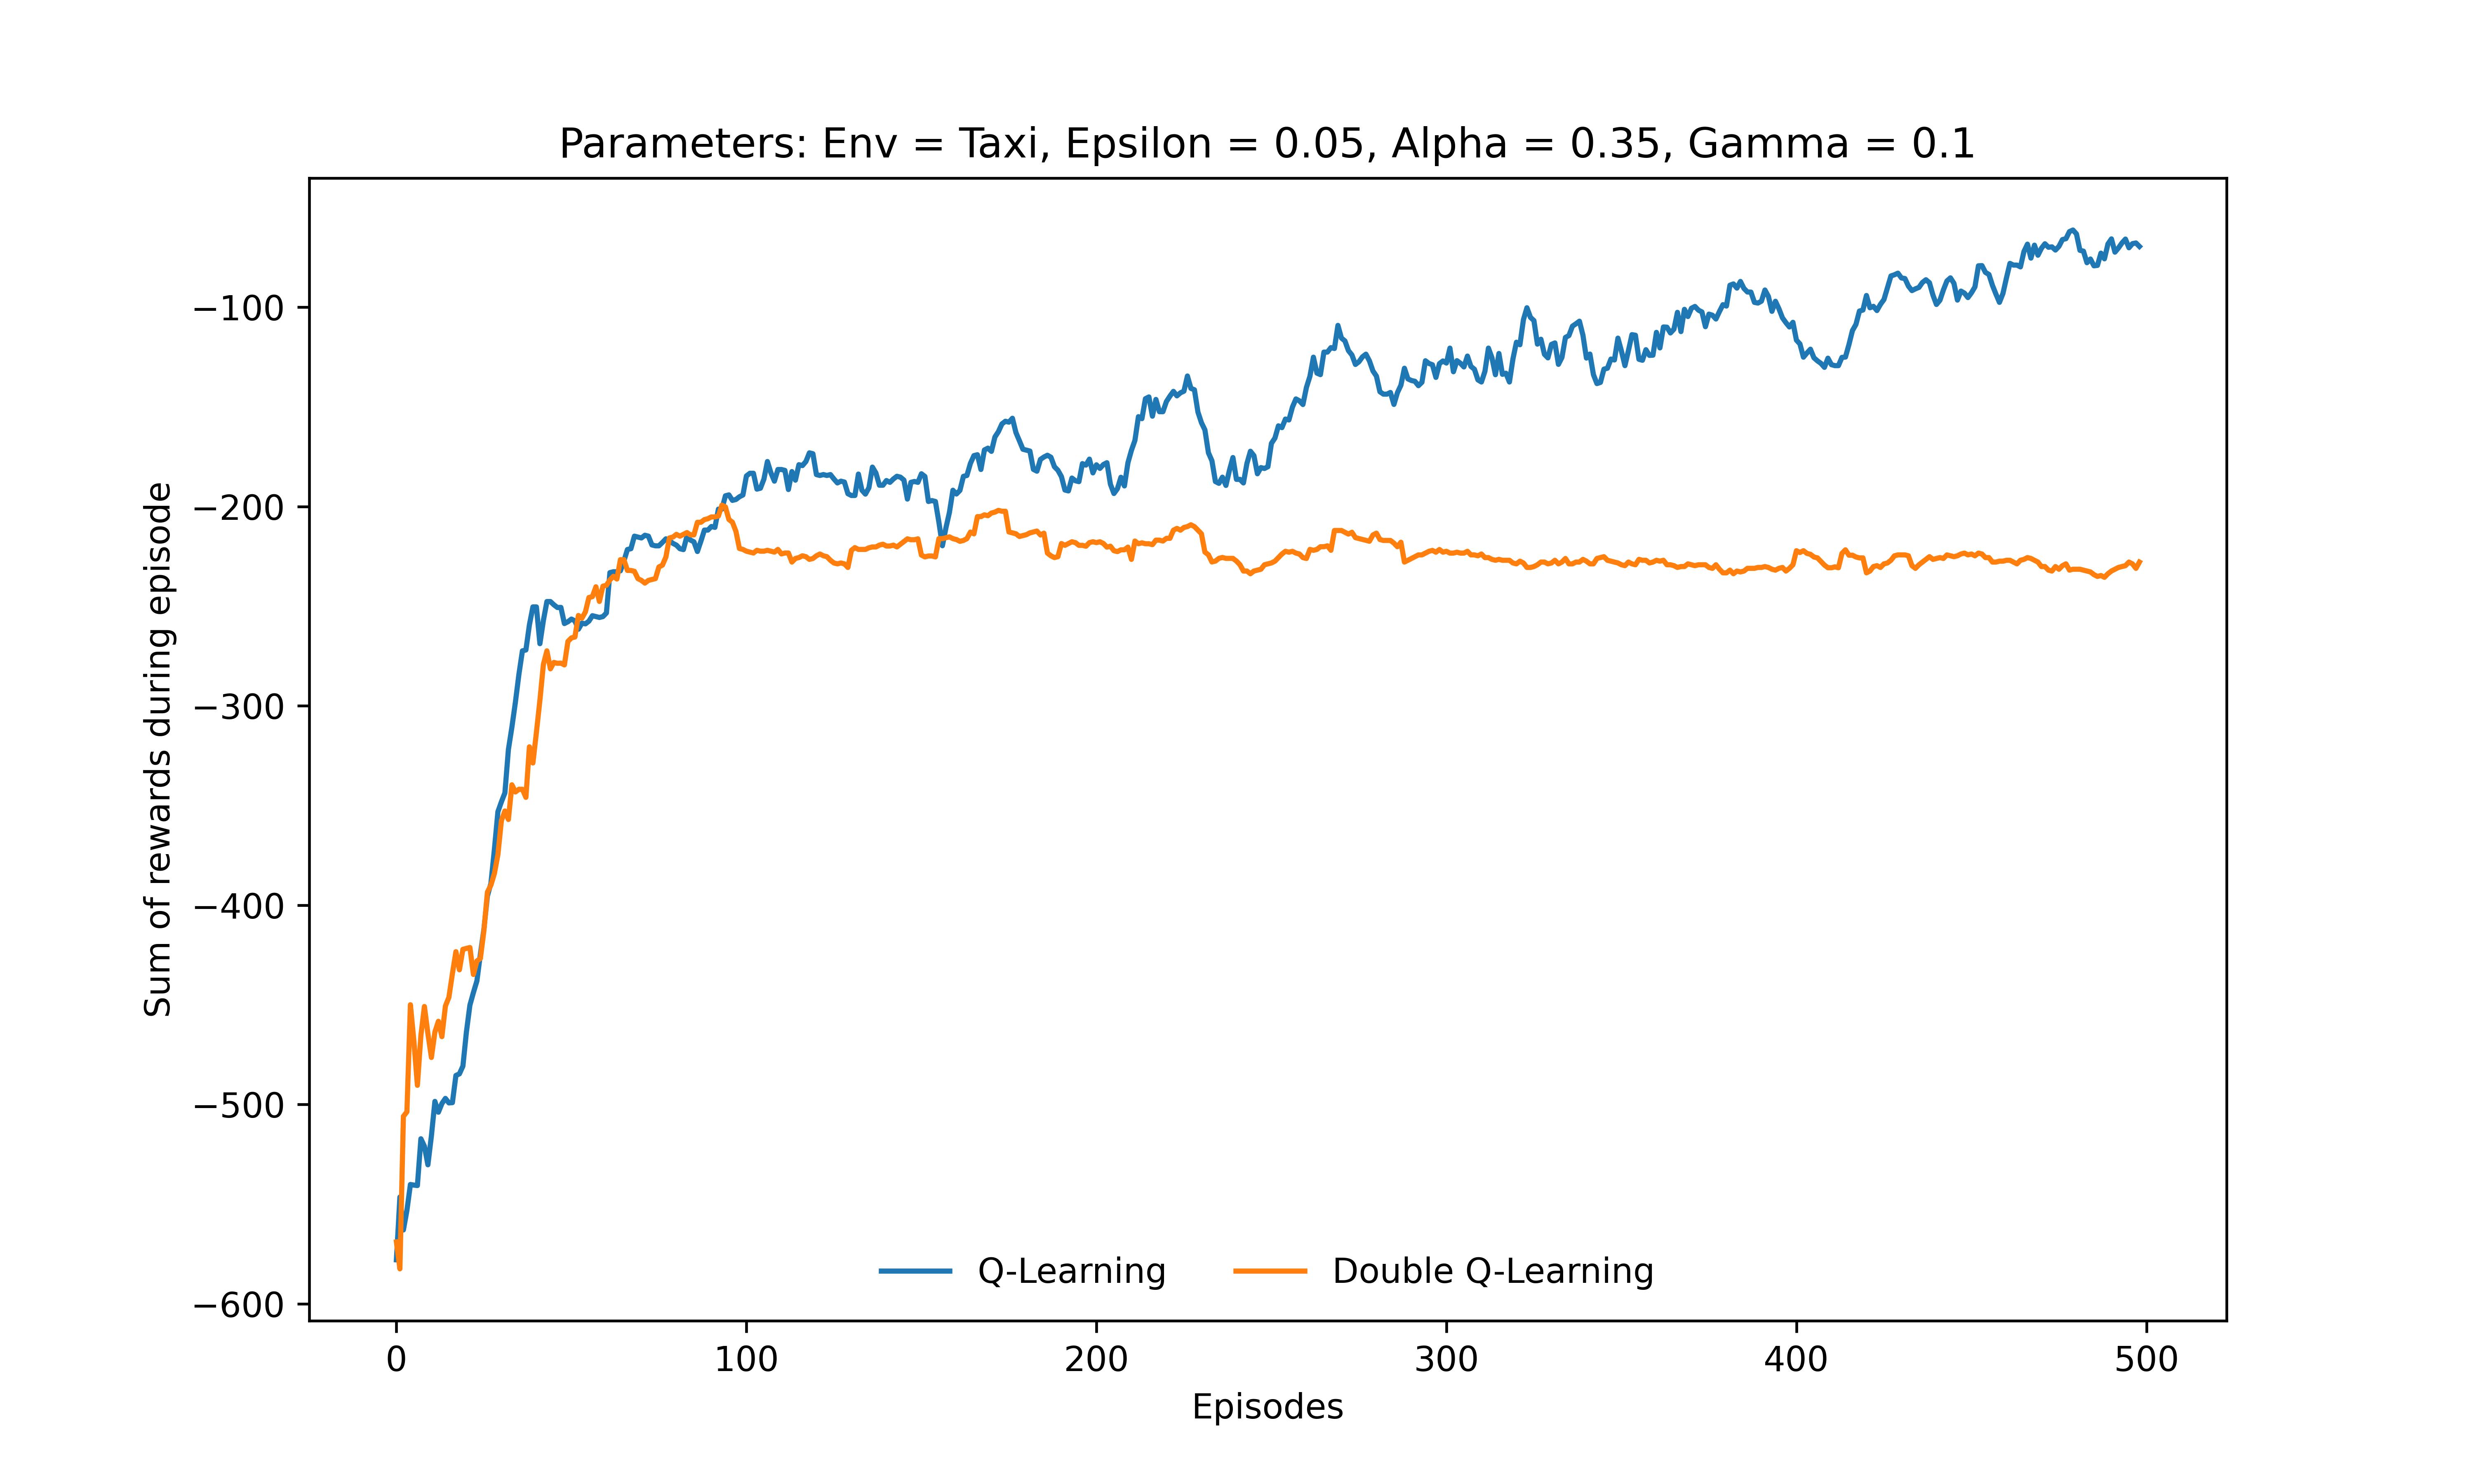 Parameters: Env = Taxi, Epsilon = 0.05, Alpha = 0.35, Gamma = 0.1
Sum of rewards during episode
−100
−200
−300
−400
−500
−600
Q-Learning
Double Q-Learning
0
100
200
300
400
500
Episodes